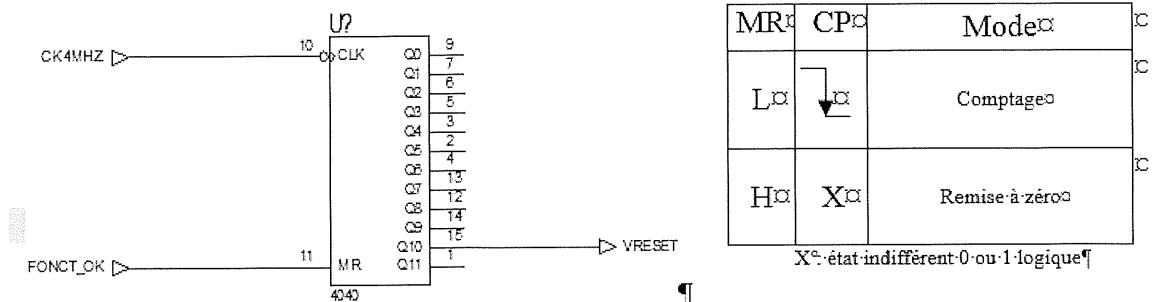 U?
CK4MHZ
10
CLK
Q0 9
Q1 7
Q2 6
Q3 5
Q4 3
Q5 2
Q6 4
Q7 13
Q8 12
Q9 14
Q10 15
VRESET
FONCT_OK
11
MR
Q11 1
4040
¶
MR¤ CP¤ Mode¤ ¤
L¤ ¤ Comptage¤ ¤
H¤ X¤ Remise·à·zéro¤ ¤
X°:·état·indifférent·0·ou·1·logique¶